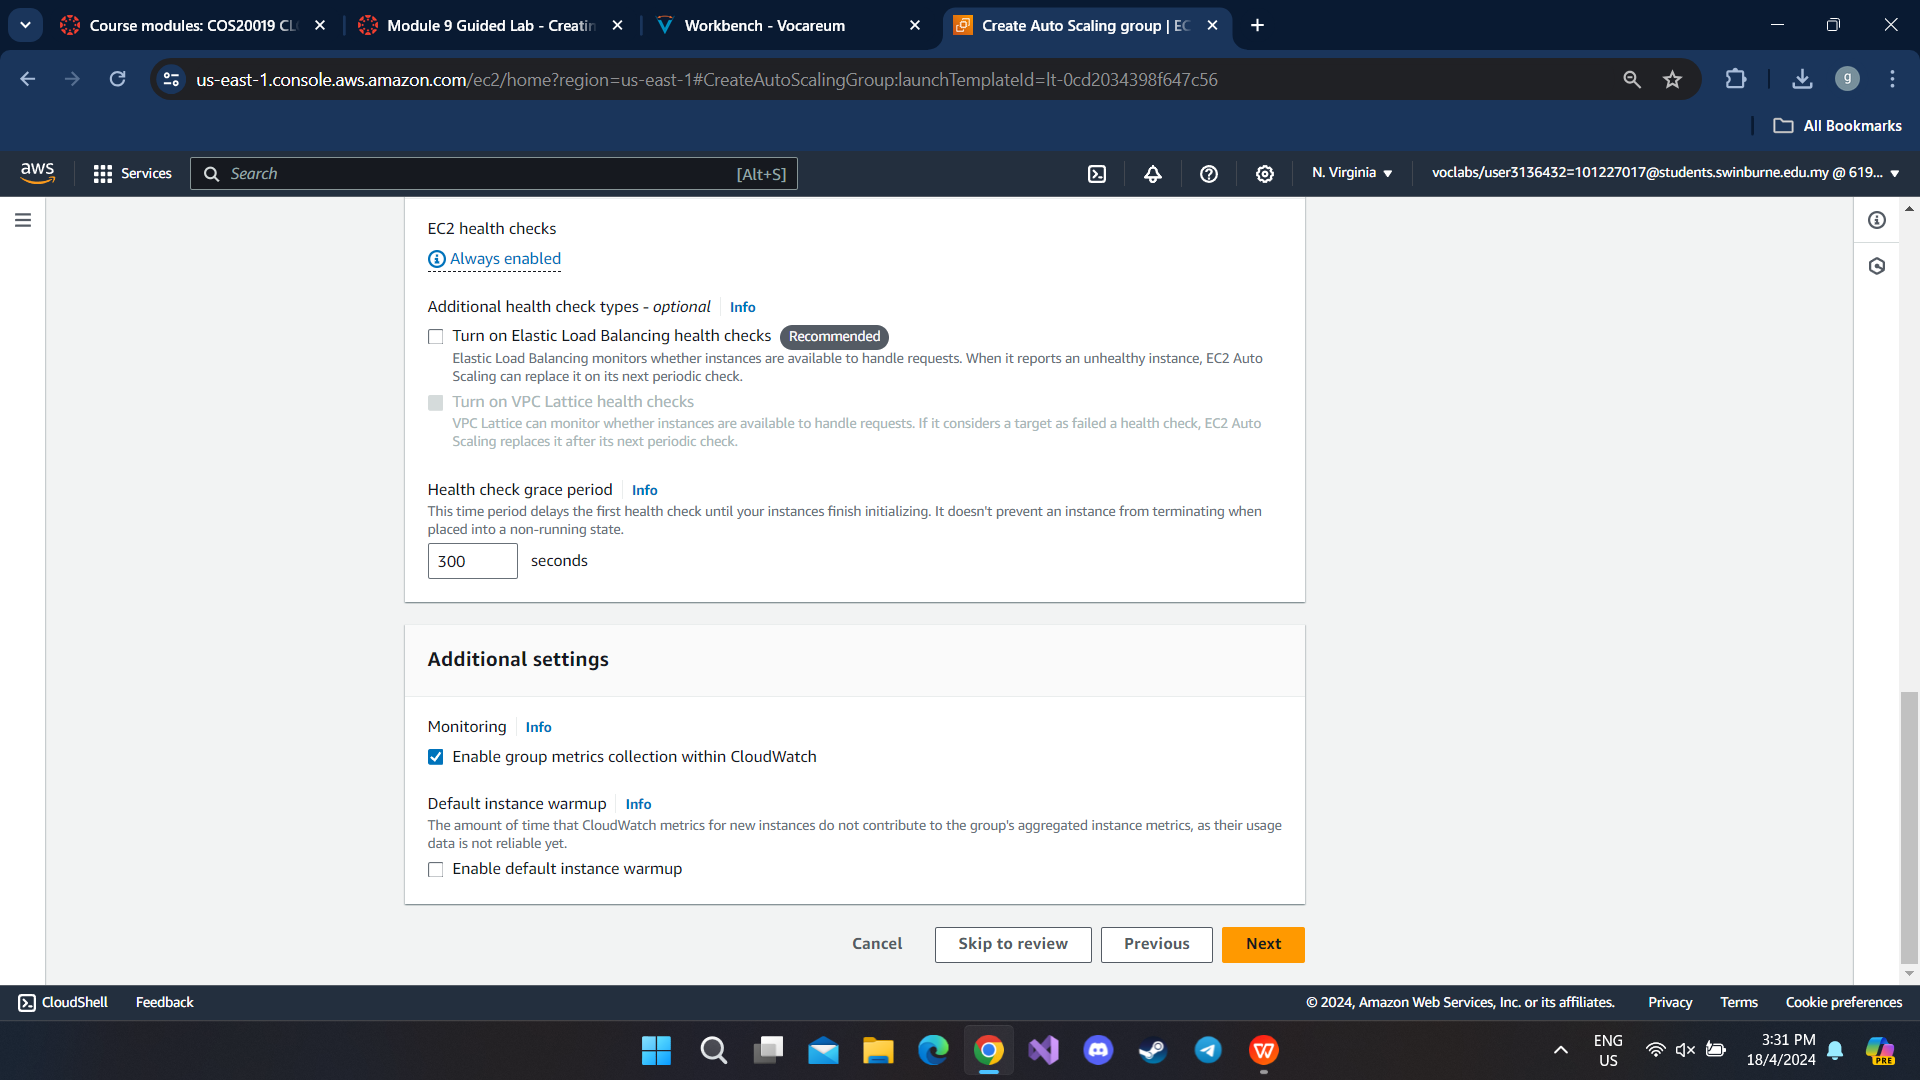 Course modules: COS20019 CL
Module 9 Guided Lab - Creatin
Workbench - Vocareum
Create Auto Scaling group | EC
us-east-1.console.aws.amazon.com/ec2/home?region=us-east-1#CreateAutoScalingGroup:launchTemplateId=lt-0cd2034398f647c56
g
All Bookmarks
aws
Services
Search
[Alt+S]
N. Virginia
voclabs/user3136432=101227017@students.swinburne.edu.my @ 619...
EC2 health checks
Always enabled
Additional health check types - optional Info
Turn on Elastic Load Balancing health checks Recommended
Elastic Load Balancing monitors whether instances are available to handle requests. When it reports an unhealthy instance, EC2 Auto
Scaling can replace it on its next periodic check.
Turn on VPC Lattice health checks
VPC Lattice can monitor whether instances are available to handle requests. If it considers a target as failed a health check, EC2 Auto
Scaling replaces it after its next periodic check.
Health check grace period Info
This time period delays the first health check until your instances finish initializing. It doesn't prevent an instance from terminating when
placed into a non-running state.
300 seconds
Additional settings
Monitoring Info
Enable group metrics collection within CloudWatch
Default instance warmup Info
The amount of time that CloudWatch metrics for new instances do not contribute to the group's aggregated instance metrics, as their usage
data is not reliable yet.
Enable default instance warmup
Cancel
Skip to review
Previous
Next
CloudShell
Feedback
© 2024, Amazon Web Services, Inc. or its affiliates.
Privacy
Terms
Cookie preferences
ENG
US
3:31 PM
18/4/2024
PRE